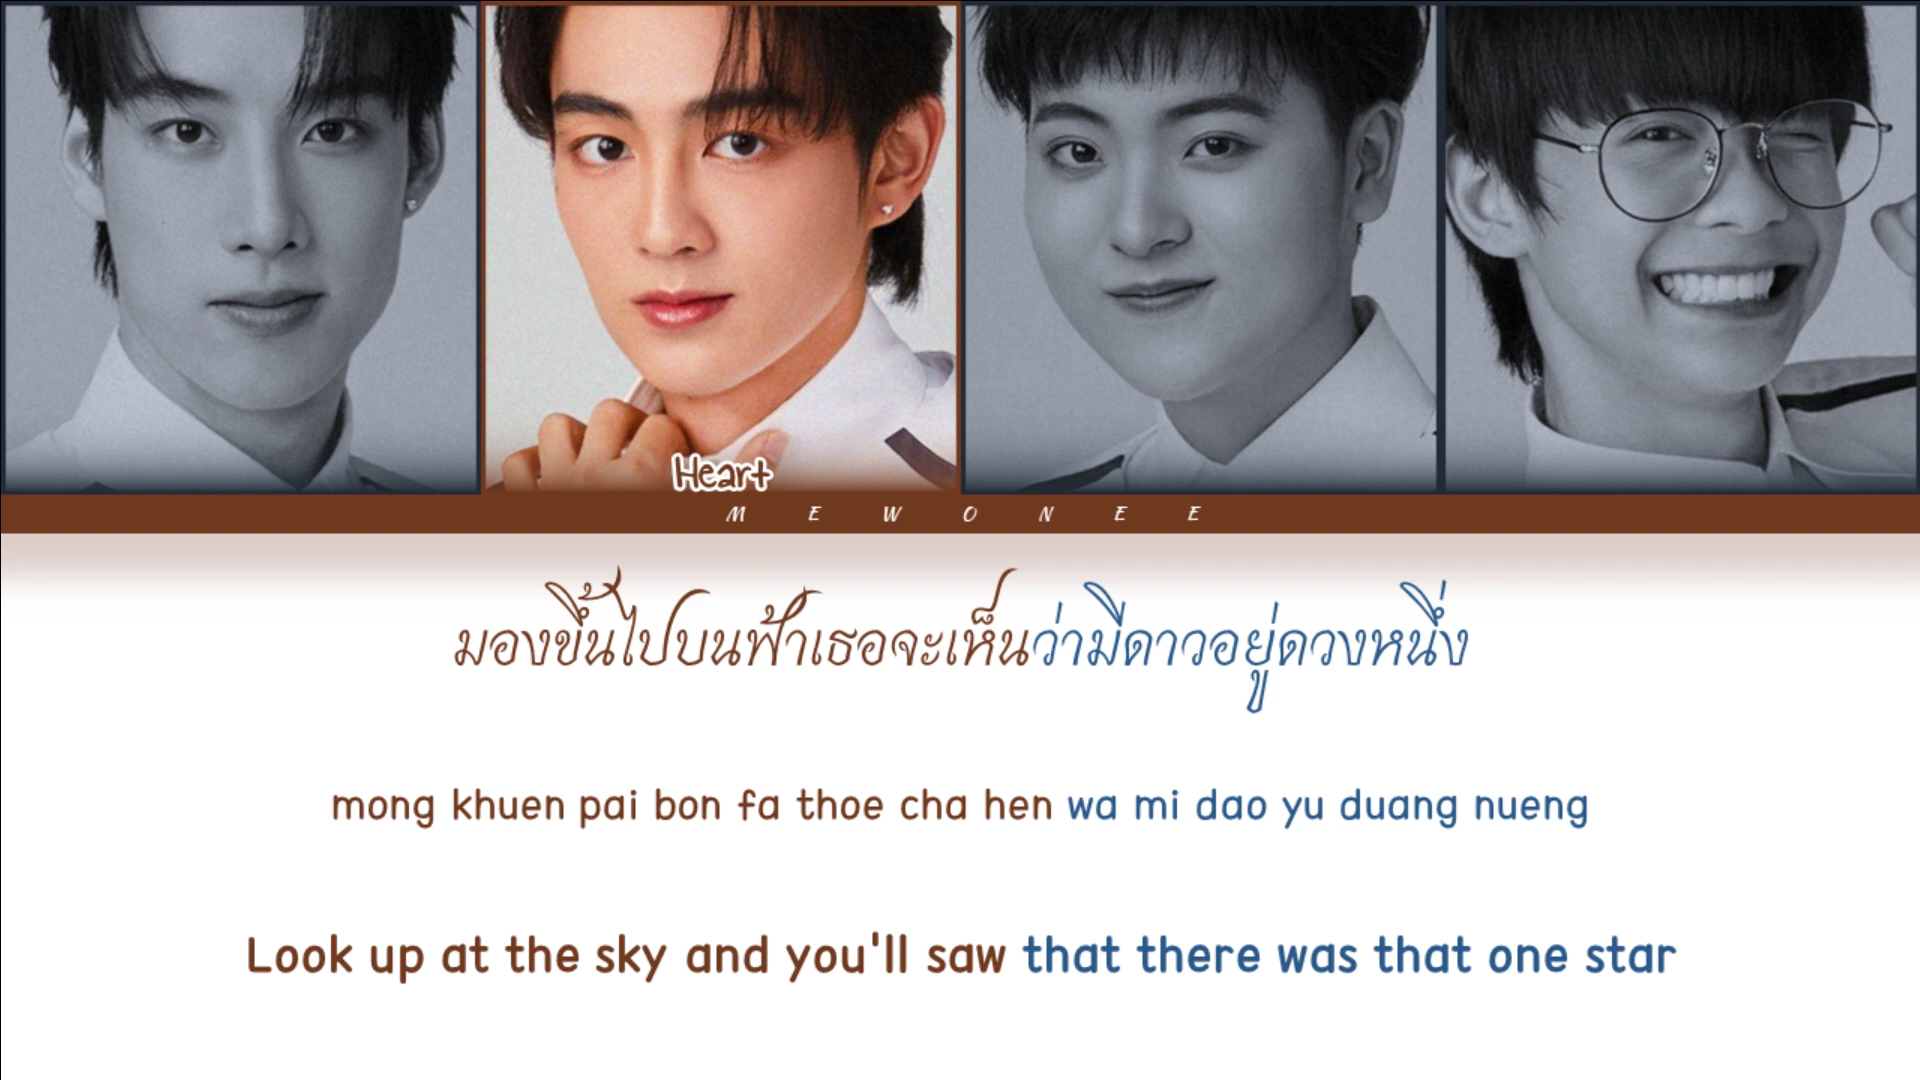 Heart
MEWONEE
มองขึ้นไปบนฟ้าเธอจะเห็นว่ามีดาวอยู่ดวงหนึ่ง
mong khuen pai bon fa thoe cha hen wa mi dao yu duang nueng
Look up at the sky and you'll saw that there was that one star